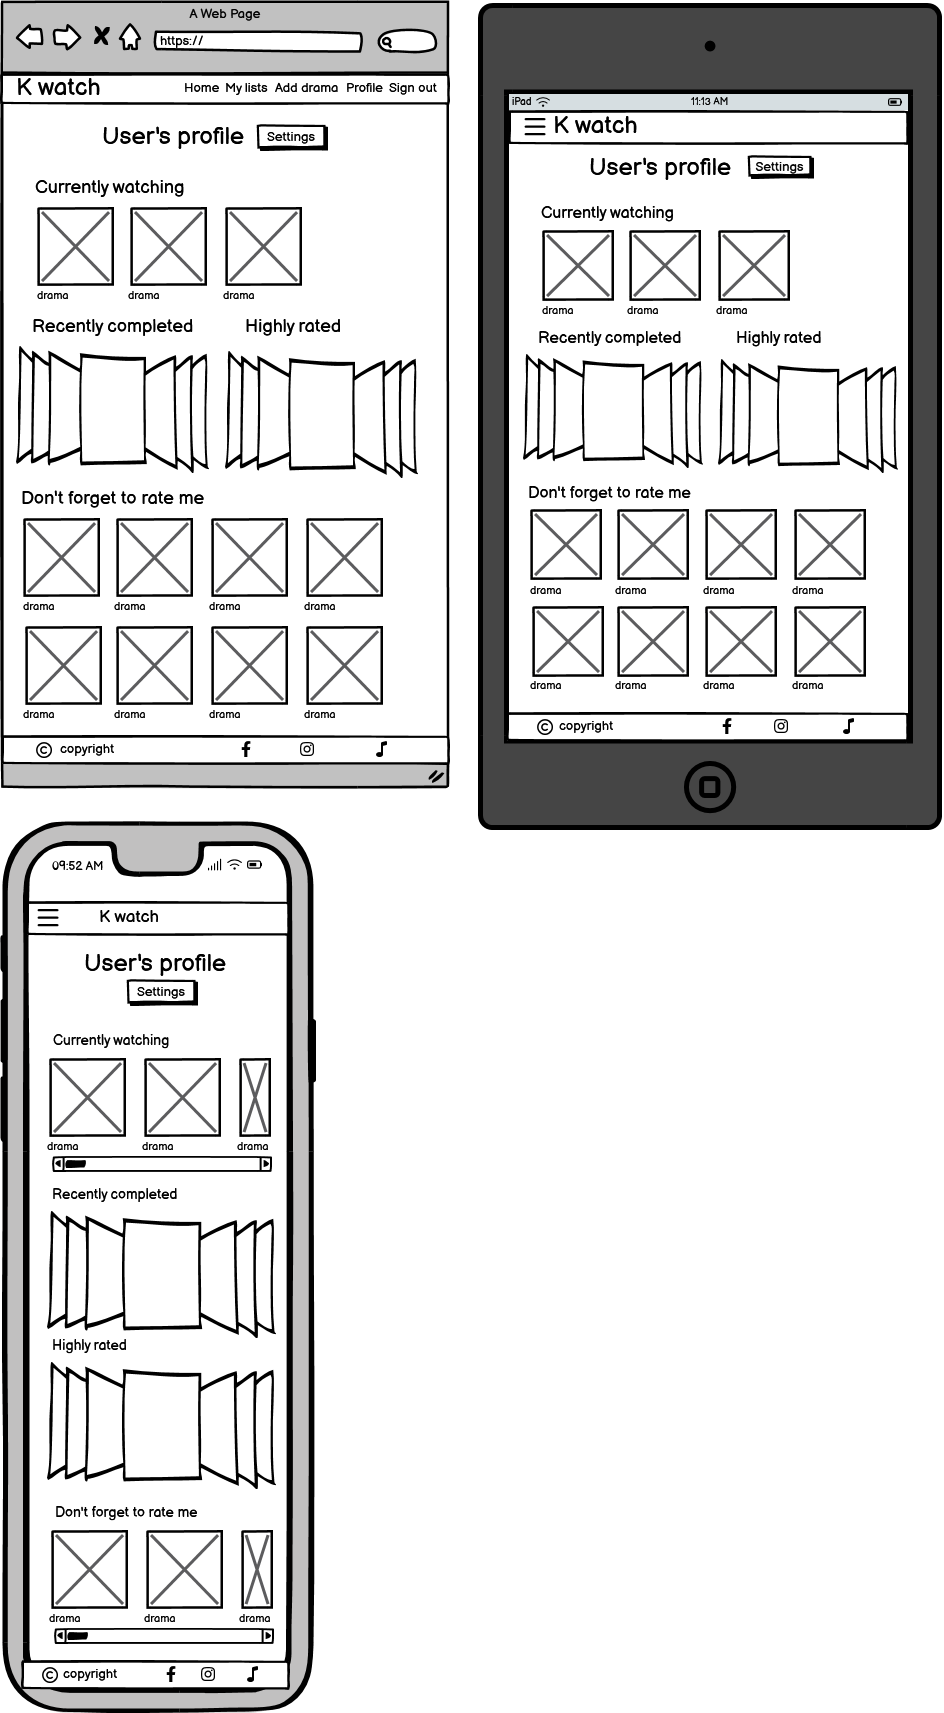 A Web Page
https://
K watch
Home My lists Add drama Profile Sign out
User's profile Settings
Currently watching
drama drama drama
Recently completed Highly rated
Don't forget to rate me
drama drama drama drama
drama drama drama drama
© copyright
iPad 11:13 AM
K watch
User's profile Settings
Currently watching
drama drama drama
Recently completed Highly rated
Don't forget to rate me
drama drama drama drama
drama drama drama drama
© copyright
09:52 AM
K watch
User's profile
Settings
Currently watching
drama drama drama
Recently completed
Highly rated
Don't forget to rate me
drama drama drama
© copyright